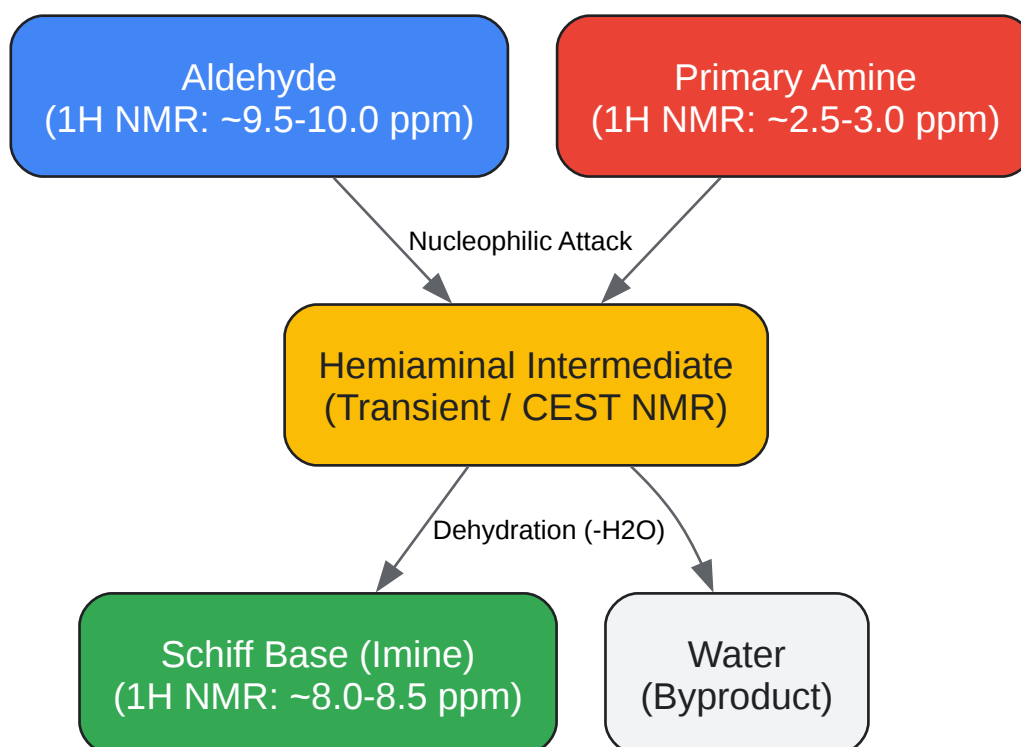 Aldehyde
(1H NMR: ~9.5-10.0 ppm)
Primary Amine
(1H NMR: ~2.5-3.0 ppm)
Nucleophilic Attack
Hemiaminal Intermediate
(Transient / CEST NMR)
Dehydration (-H2O)
Schiff Base (Imine)
(1H NMR: ~8.0-8.5 ppm)
Water
(Byproduct)